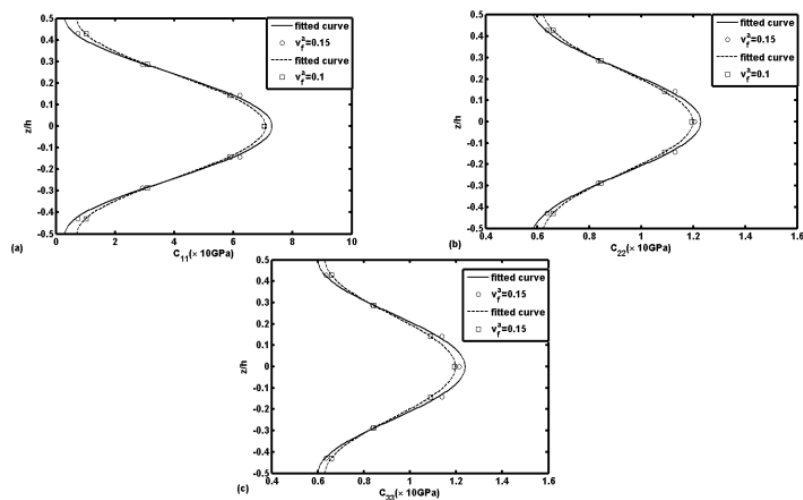 0.5
0.4
0.3
0.2
0.1
0
-0.1
-0.2
-0.3
-0.4
-0.5
z/h
fitted curve
v_f^a=0.15
fitted curve
v_f^a=0.1
0 2 4 6 8 10
(a)
C_11(× 10GPa)
0.5
0.4
0.3
0.2
0.1
0
-0.1
-0.2
-0.3
-0.4
-0.5
z/h
fitted curve
v_f^a=0.15
fitted curve
v_f^a=0.1
0.4 0.6 0.8 1 1.2 1.4 1.6
(b)
C_22(× 10GPa)
0.5
0.4
0.3
0.2
0.1
0
-0.1
-0.2
-0.3
-0.4
-0.5
z/h
fitted curve
v_f^a=0.15
fitted curve
v_f^a=0.15
0.4 0.6 0.8 1 1.2 1.4 1.6
(c)
C_33(× 10GPa)